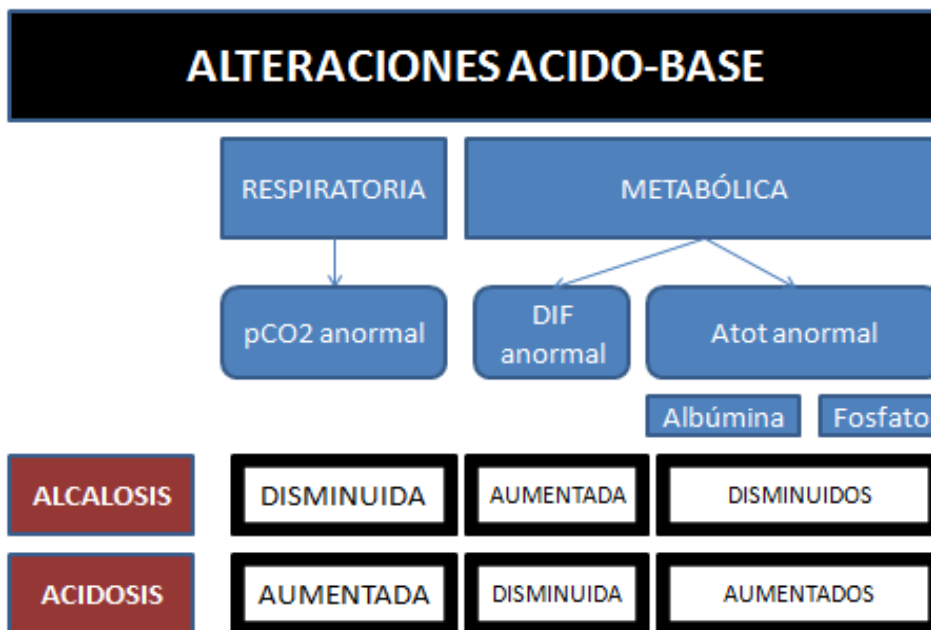 ALTERACIONES ACIDO-BASE
RESPIRATORIA
METABÓLICA
pCO2 anormal
DIF
anormal
Atot anormal
Albúmina
Fosfato
ALCALOSIS
DISMINUIDA
AUMENTADA
DISMINUIDOS
ACIDOSIS
AUMENTADA
DISMINUIDA
AUMENTADOS